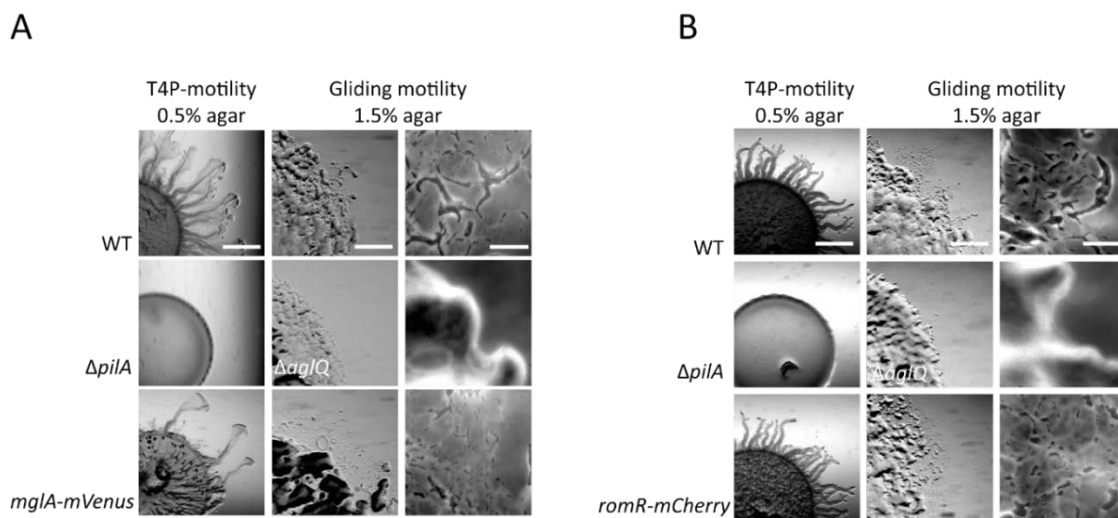 A
T4P-motility
0.5% agar
Gliding motility
1.5% agar
WT
ΔpilA
ΔaglQ
mglA-mVenus
B
T4P-motility
0.5% agar
Gliding motility
1.5% agar
WT
ΔpilA
ΔaglQ
romR-mCherry